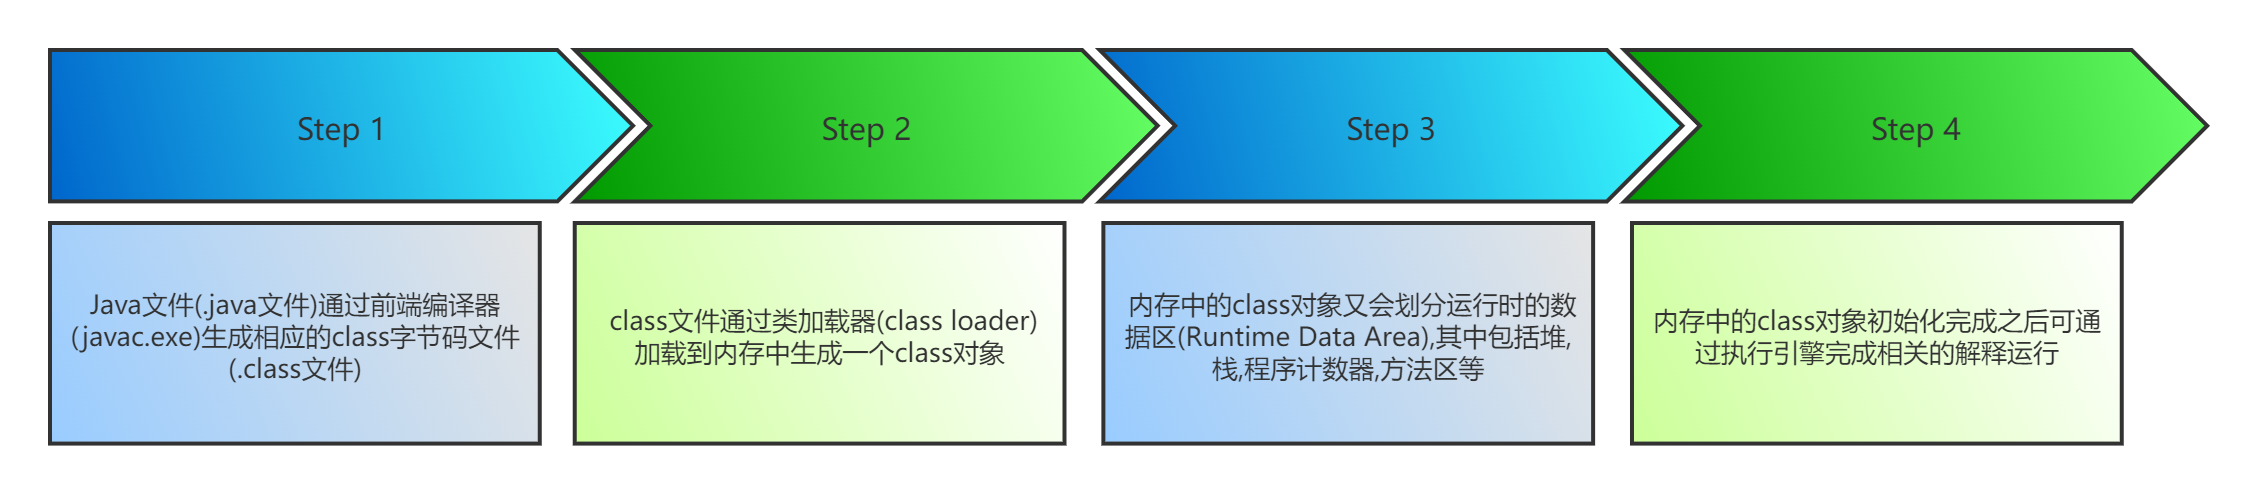 Step 1
Step 2
Step 3
Step 4
Java文件(.java文件)通过前端编译器
(javac.exe)生成相应的class字节码文件
(.class文件)
class文件通过类加载器(class loader)
加载到内存中生成一个class对象
内存中的class对象又会划分运行时的数
据区(Runtime Data Area),其中包括堆,
栈,程序计数器,方法区等
内存中的class对象初始化完成之后可通
过执行引擎完成相关的解释运行